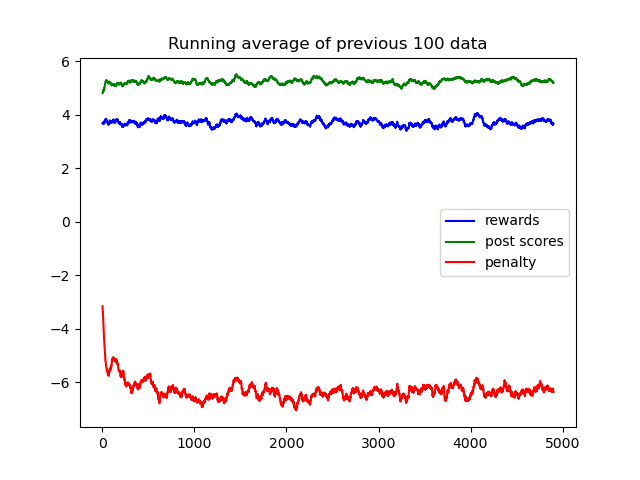 Running average of previous 100 data
6
4
2
0
−2
−4
−6
rewards
post scores
penalty
0 1000 2000 3000 4000 5000